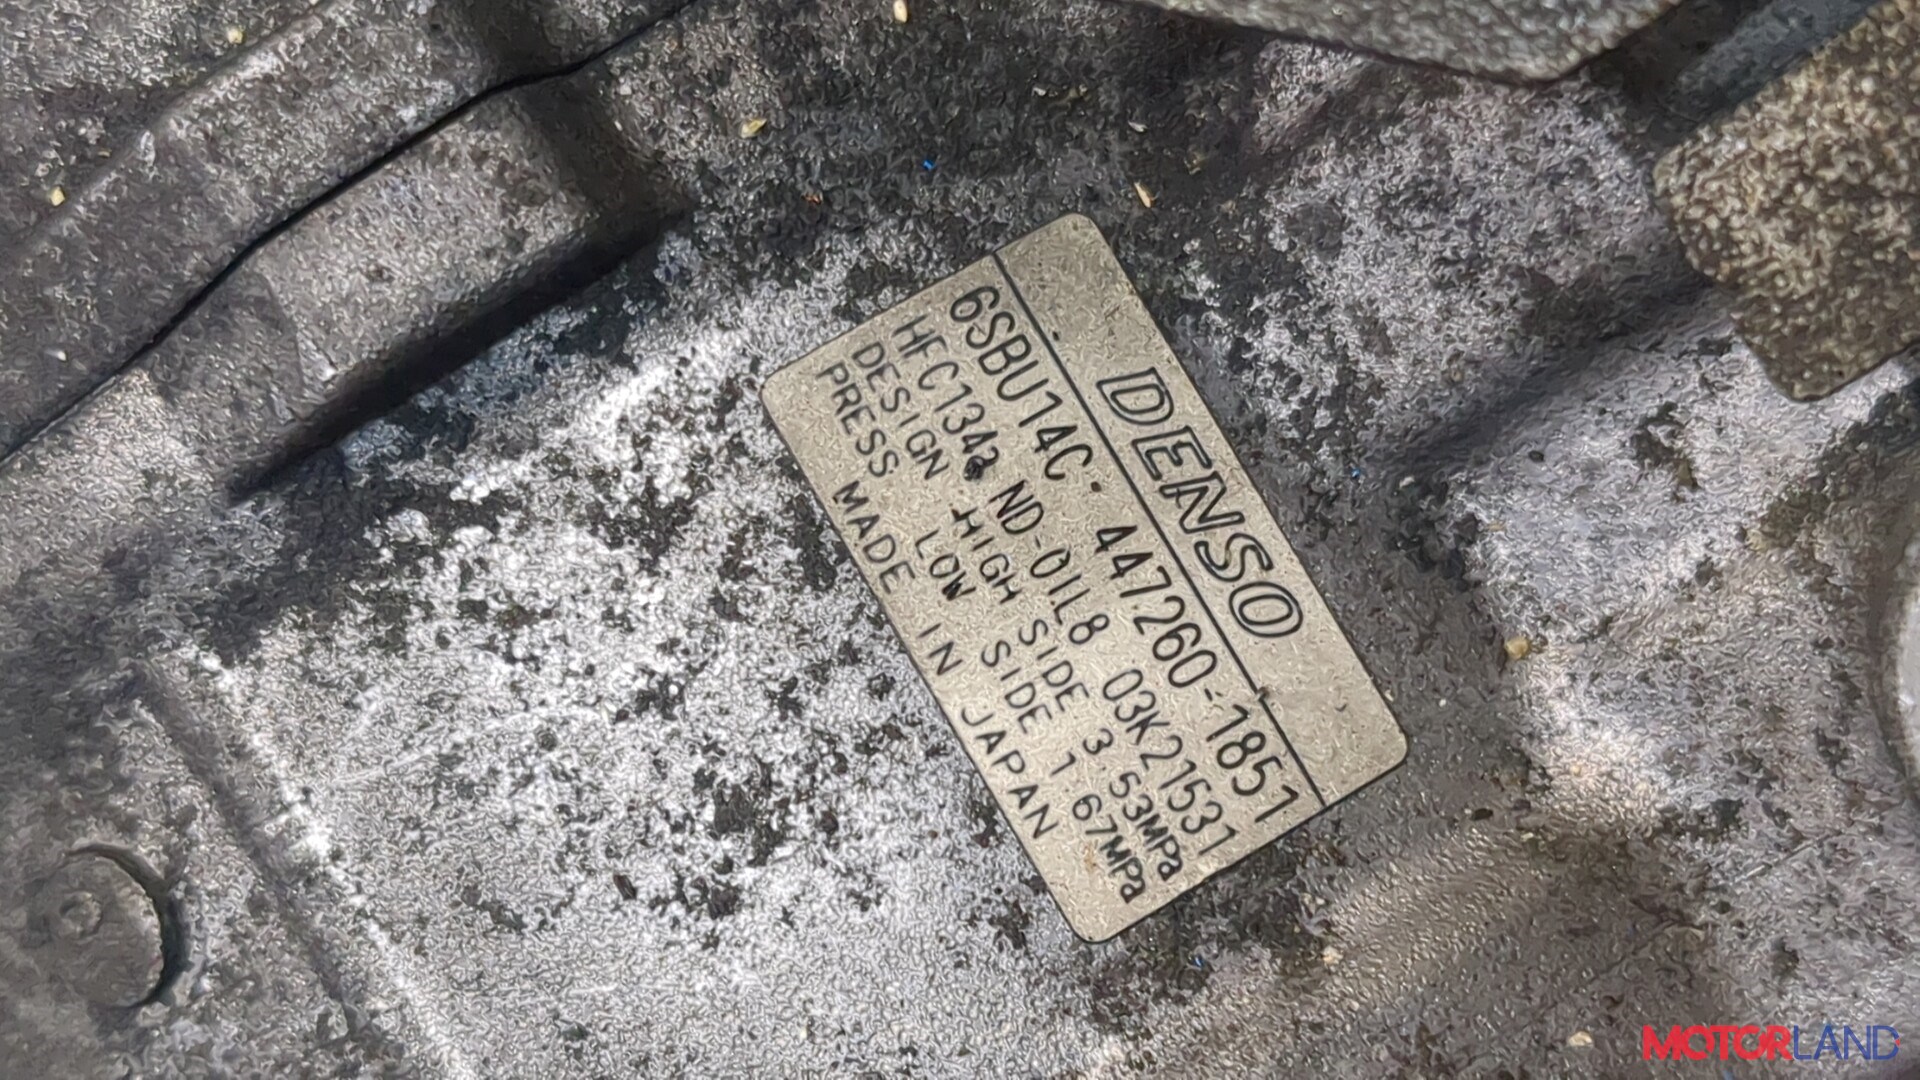 DENSO
6SBU14C. 447260-1851
HFC134a ND-OIL8 03K21531
DESIGN HIGH SIDE 3.53MPa
PRESS LOW SIDE 1.67MPa
MADE IN JAPAN
MOTORLAND